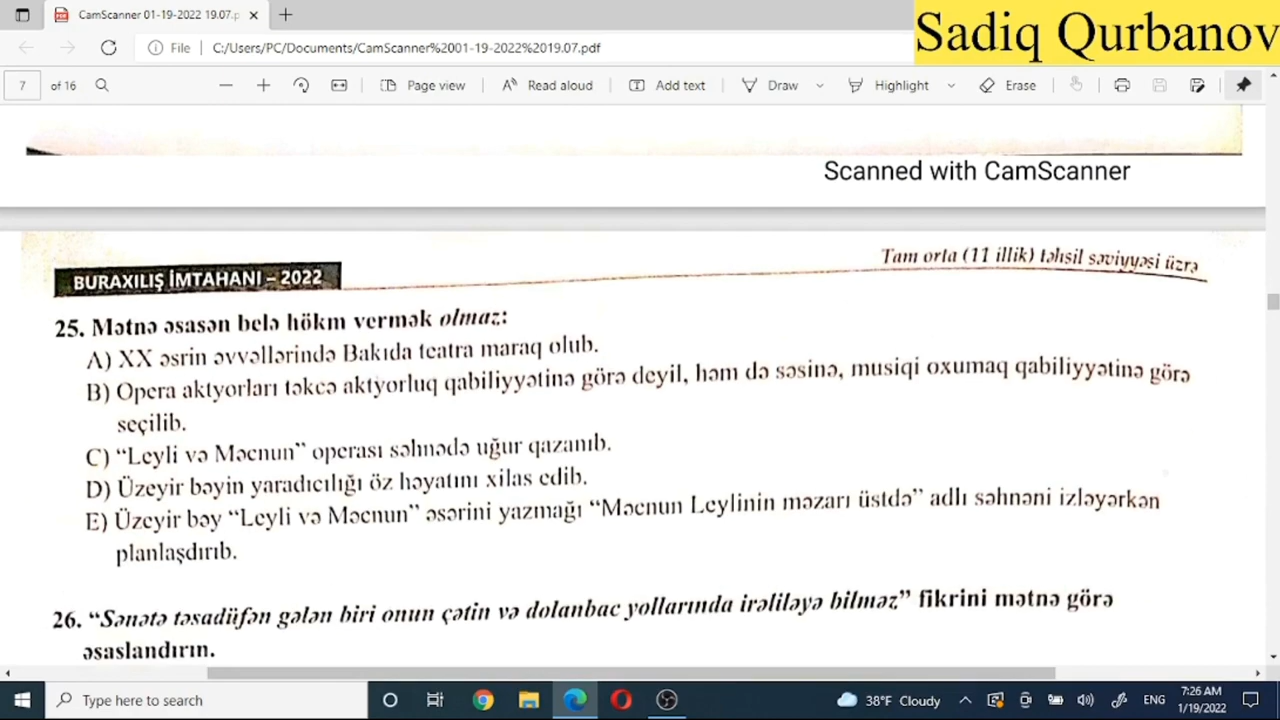 CamScanner 01-19-2022 19.07.p
Sadiq Qurbanov
File
C:/Users/PC/Documents/CamScanner%2001-19-2022%2019.07.pdf
7 of 16
Page view
Read aloud
Add text
Draw
Highlight
Erase
Scanned with CamScanner
Tam orta (11 illik) təhsil səviyyəsi üzrə
BURAXILIŞ İMTAHANI – 2022
25. Mətnə əsasən belə hökm vermək olmaz:
A) XX əsrin əvvəllərində Bakıda teatra maraq olub.
B) Opera aktyorları təkcə aktyorluq qabiliyyətinə görə deyil, həm də səsinə, musiqi oxumaq qabiliyyətinə görə
seçilib.
C) “Leyli və Məcnun” operası səhnədə uğur qazanıb.
D) Üzeyir bəyin yaradıcılığı öz həyatını xilas edib.
E) Üzeyir bəy “Leyli və Məcnun” əsərini yazmağı “Məcnun Leylinin məzarı üstdə” adlı səhnəni izləyərkən
planlaşdırıb.
26. “Sənətə təsadüfən gələn biri onun çətin və dolanbac yollarında irəliləyə bilməz” fikrini mətnə görə
əsaslandırın.
Type here to search
38°F Cloudy
ENG
7:26 AM
1/19/2022